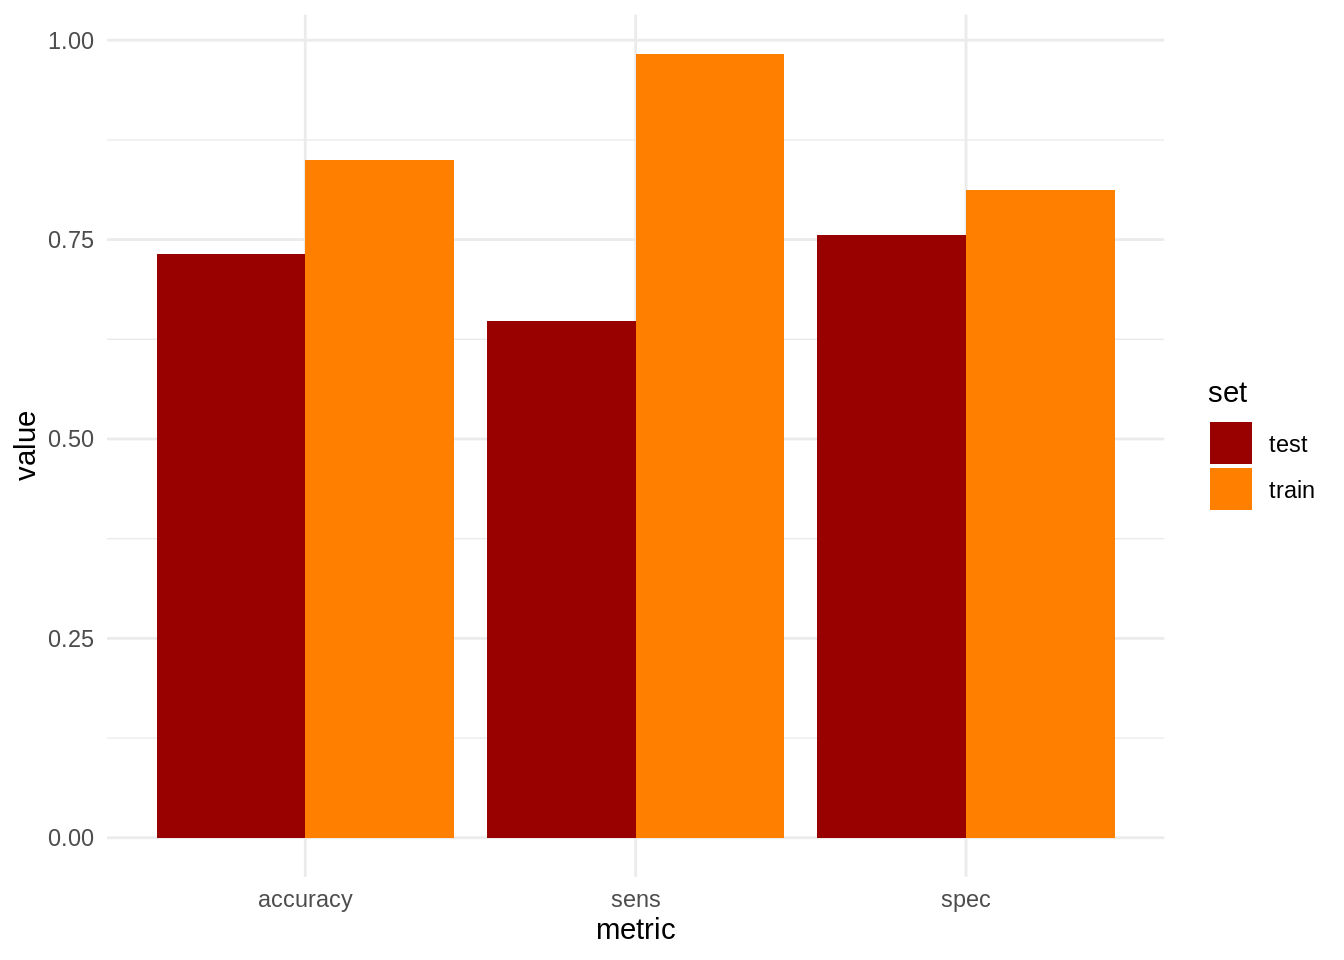 1.00
0.75
0.50
0.25
0.00
value
accuracy
sens
spec
metric
set
test
train